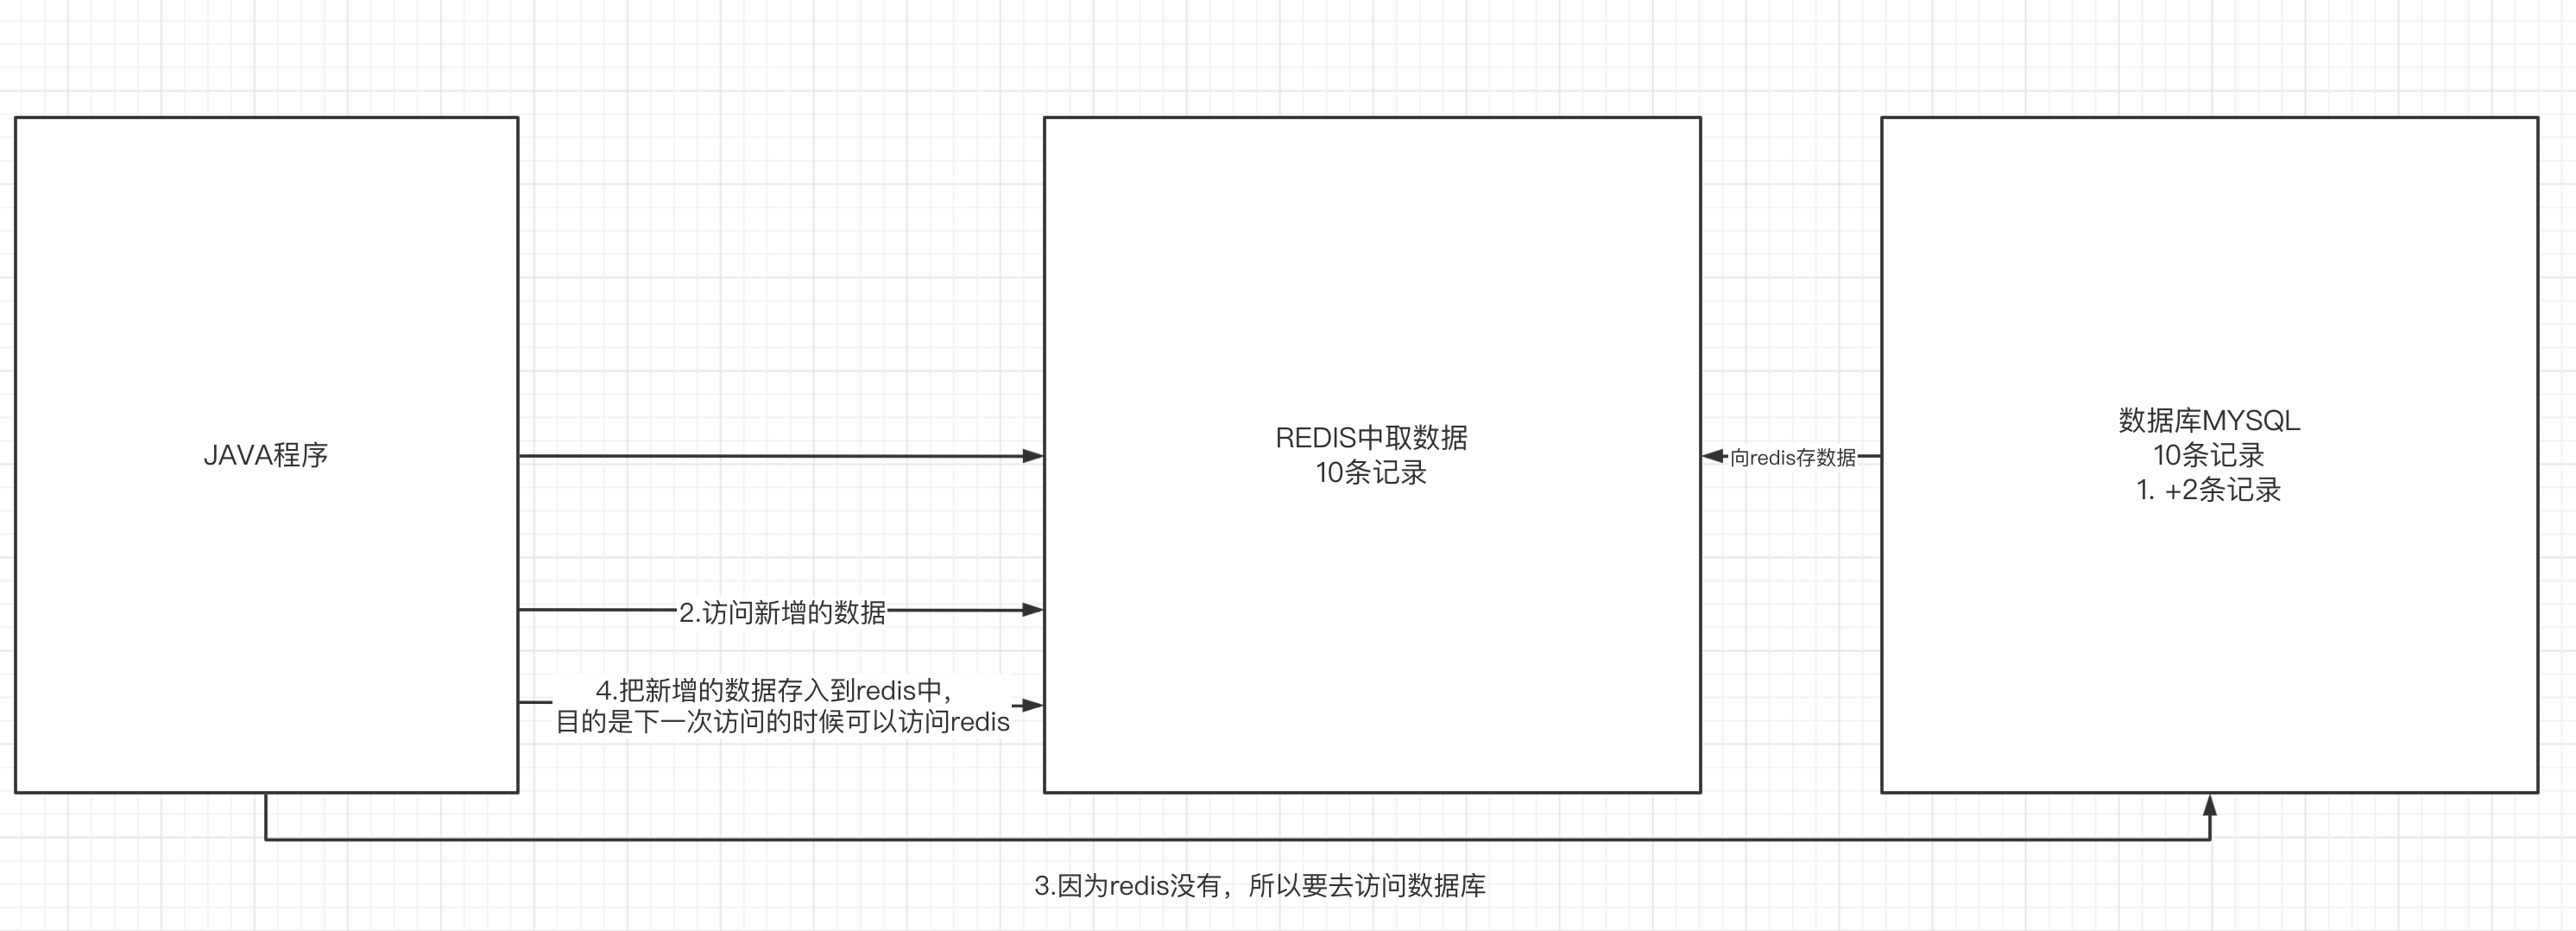 JAVA程序
REDIS中取数据
10条记录
向redis存数据
数据库MYSQL
10条记录
1. +2条记录
2.访问新增的数据
4.把新增的数据存入到redis中，
目的是下一次访问的时候可以访问redis
3.因为redis没有，所以要去访问数据库